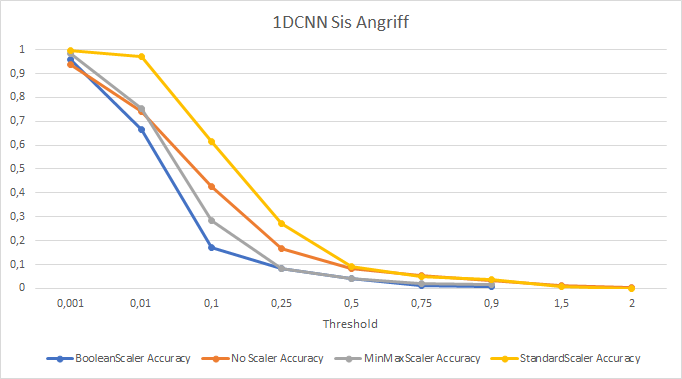 1DCNN Sis Angriff
1
0,9
0,8
0,7
0,6
0,5
0,4
0,3
0,2
0,1
0
0,001 0,01 0,1 0,25 0,5 0,75 0,9 1,5 2
Threshold
BooleanScaler Accuracy No Scaler Accuracy MinMaxScaler Accuracy StandardScaler Accuracy